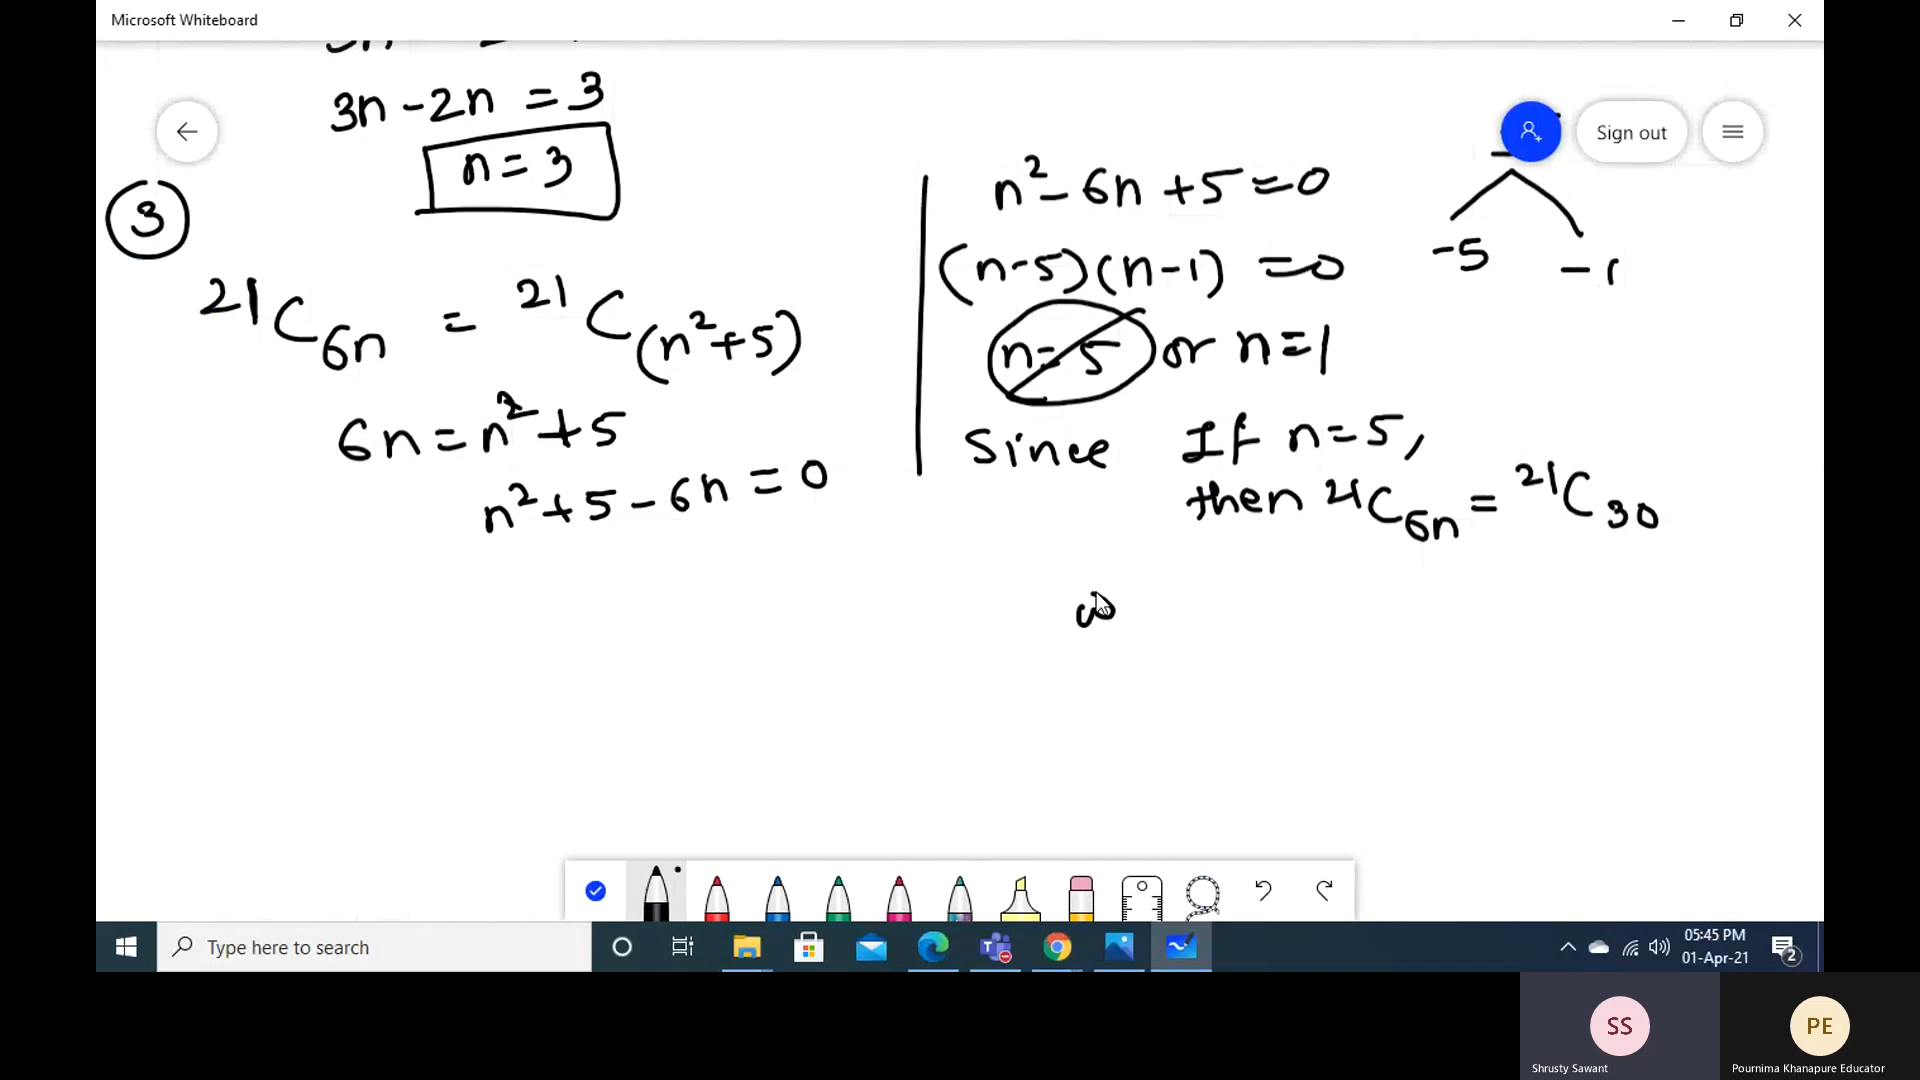 Microsoft Whiteboard
3n - 2n = 3
n = 3
Sign out
3
²¹C₆ₙ = ²¹C₍ₙ²₊₅₎
6n = n² + 5
n² + 5 - 6n = 0
n² - 6n + 5 = 0
(n-5)(n-1) = 0
n = 5 or n = 1
Since If n = 5,
then ²¹C₆ₙ = ²¹C₃₀
-5 -1
Type here to search
05:45 PM
01-Apr-21
2
SS
PE
Shrusty Sawant
Pournima Khanapure Educator